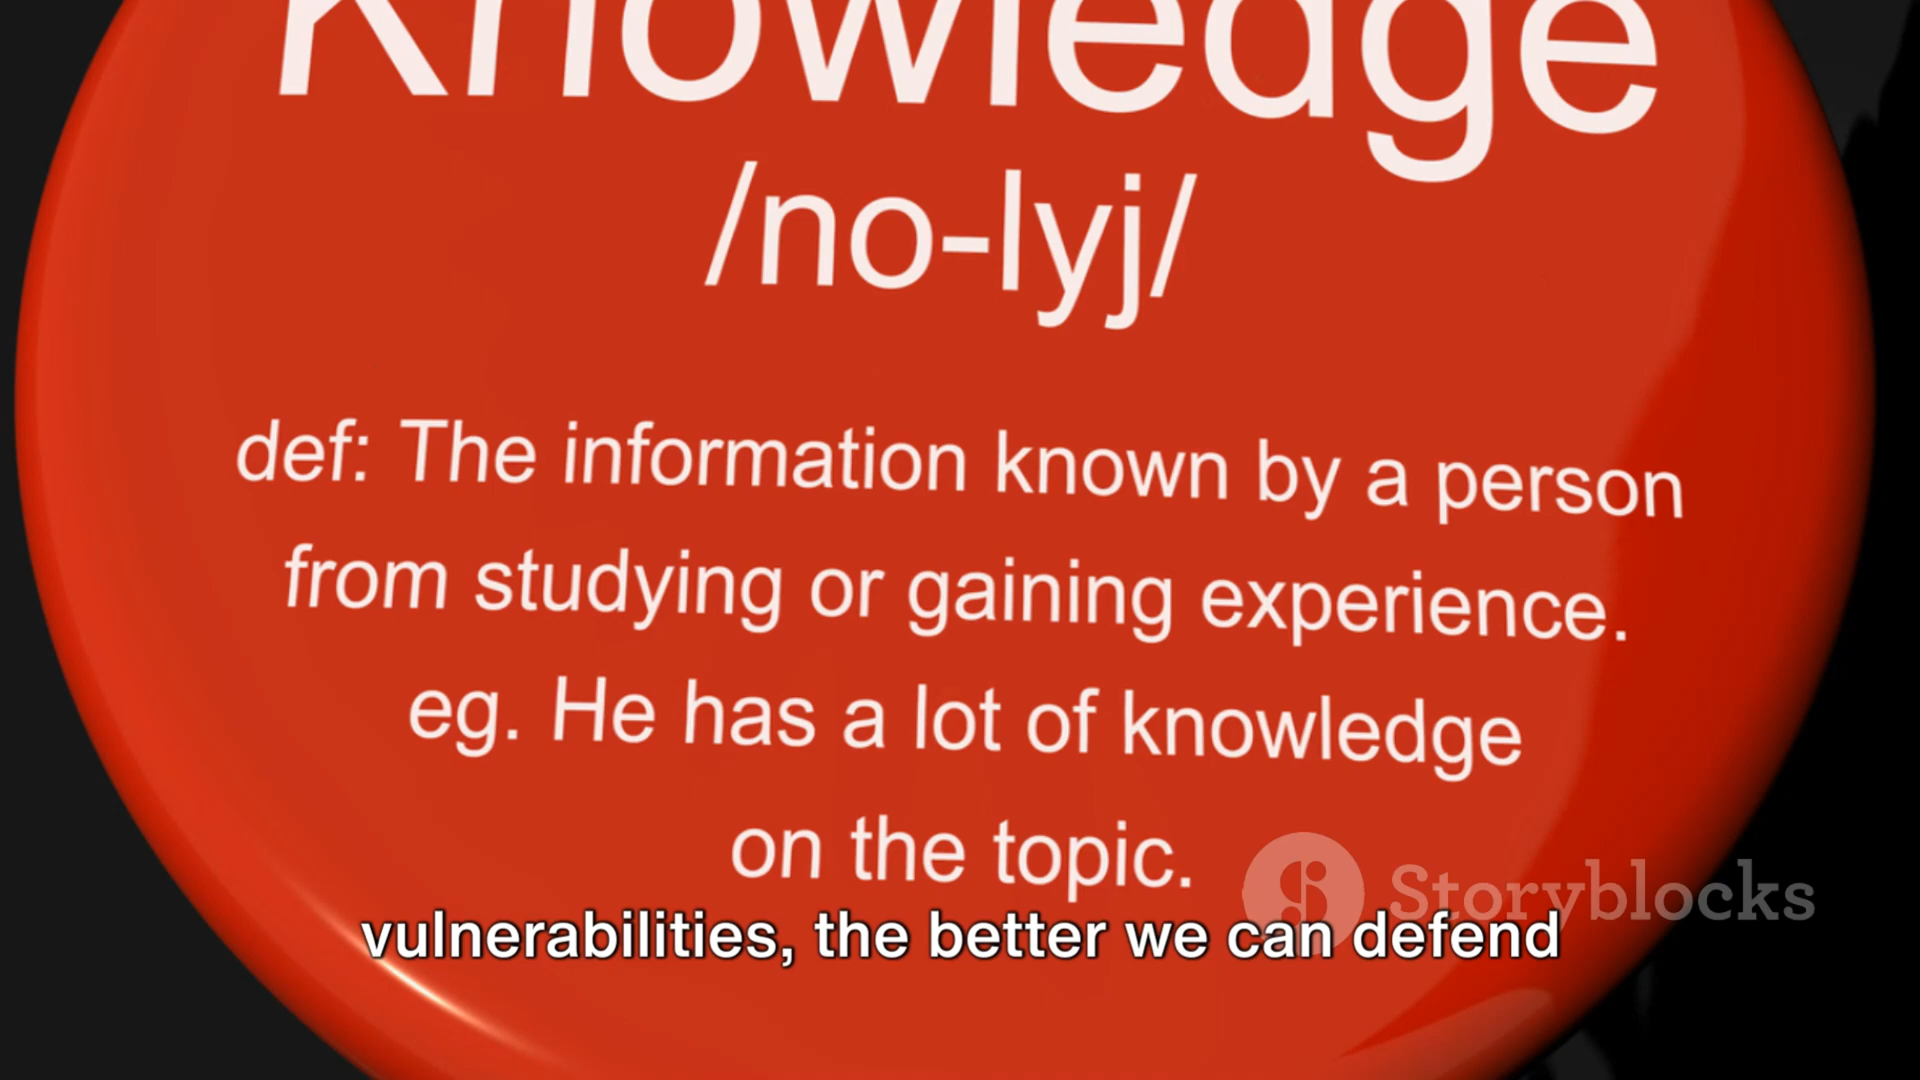 Knowledge
/no-lyj/
def: The information known by a person
from studying or gaining experience.
eg. He has a lot of knowledge
on the topic.
Storyblocks
vulnerabilities, the better we can defend